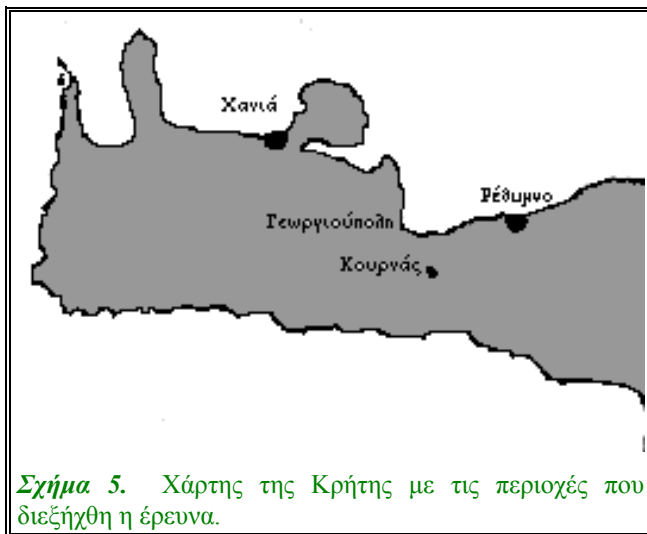 Χανιά
Ρέθυμνο
Γεωργιούπολη
Κουρνάς
Σχήμα 5. Χάρτης της Κρήτης με τις περιοχές που
διεξήχθη η έρευνα.